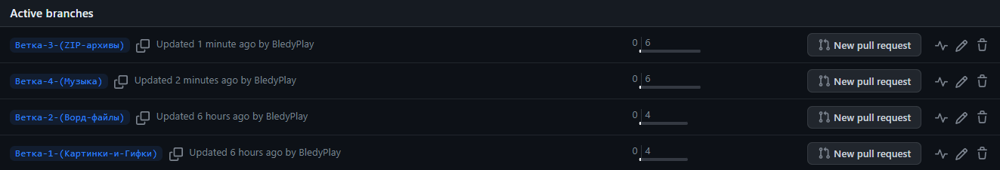 Active branches
Ветка-3-(ZIP-архивы) Updated 1 minute ago by BledyPlay 0 6 New pull request
Ветка-4-(Музыка) Updated 2 minutes ago by BledyPlay 0 6 New pull request
Ветка-2-(Ворд-файлы) Updated 6 hours ago by BledyPlay 0 4 New pull request
Ветка-1-(Картинки-и-Гифки) Updated 6 hours ago by BledyPlay 0 4 New pull request